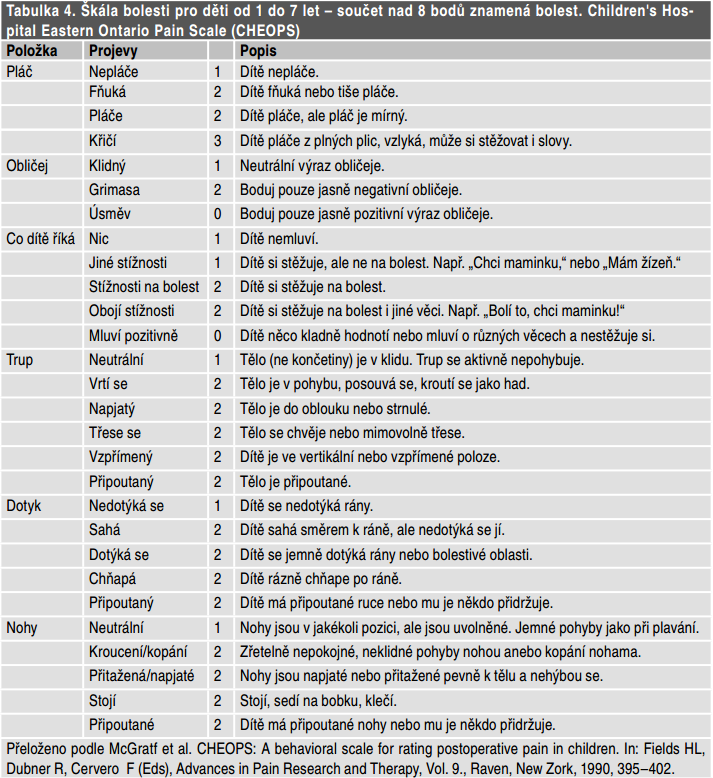 Tabulka 4. Škála bolesti pro děti od 1 do 7 let – součet nad 8 bodů znamená bolest. Children's Hos-
pital Eastern Ontario Pain Scale (CHEOPS)
Položka Projevy Popis
Pláč Nepláče 1 Dítě nepláče.
Fňuká 2 Dítě fňuká nebo tiše pláče.
Pláče 2 Dítě pláče, ale pláč je mírný.
Křičí 3 Dítě pláče z plných plic, vzlyká, může si stěžovat i slovy.
Obličej Klidný 1 Neutrální výraz obličeje.
Grimasa 2 Boduj pouze jasně negativní obličeje.
Úsměv 0 Boduj pouze jasně pozitivní výraz obličeje.
Co dítě říká Nic 1 Dítě nemluví.
Jiné stížnosti 1 Dítě si stěžuje, ale ne na bolest. Např. „Chci maminku,“ nebo „Mám žízeň.“
Stížnosti na bolest 2 Dítě si stěžuje na bolest.
Obojí stížnosti 2 Dítě si stěžuje na bolest i jiné věci. Např. „Bolí to, chci maminku!“
Mluví pozitivně 0 Dítě něco kladně hodnotí nebo mluví o různých věcech a nestěžuje si.
Trup Neutrální 1 Tělo (ne končetiny) je v klidu. Trup se aktivně nepohybuje.
Vrtí se 2 Tělo je v pohybu, posouvá se, kroutí se jako had.
Napjatý 2 Tělo je do oblouku nebo strnulé.
Třese se 2 Tělo se chvěje nebo mimovolně třese.
Vzpřímený 2 Dítě je ve vertikální nebo vzpřímené poloze.
Připoutaný 2 Tělo je připoutané.
Dotyk Nedotýká se 1 Dítě se nedotýká rány.
Sahá 2 Dítě sahá směrem k ráně, ale nedotýká se jí.
Dotýká se 2 Dítě se jemně dotýká rány nebo bolestivé oblasti.
Chňapá 2 Dítě rázně chňape po ráně.
Připoutaný 2 Dítě má připoutané ruce nebo mu je někdo přidržuje.
Nohy Neutrální 1 Nohy jsou v jakékoli pozici, ale jsou uvolněné. Jemné pohyby jako při plavání.
Kroucení/kopání 2 Zřetelně nepokojné, neklidné pohyby nohou anebo kopání nohama.
Přitažená/napjaté 2 Nohy jsou napjaté nebo přitažené pevně k tělu a nehýbou se.
Stojí 2 Stojí, sedí na bobku, klečí.
Připoutané 2 Dítě má připoutané nohy nebo mu je někdo přidržuje.
Přeloženo podle McGratf et al. CHEOPS: A behavioral scale for rating postoperative pain in children. In: Fields HL,
Dubner R, Cervero F (Eds), Advances in Pain Research and Therapy, Vol. 9., Raven, New Zork, 1990, 395–402.